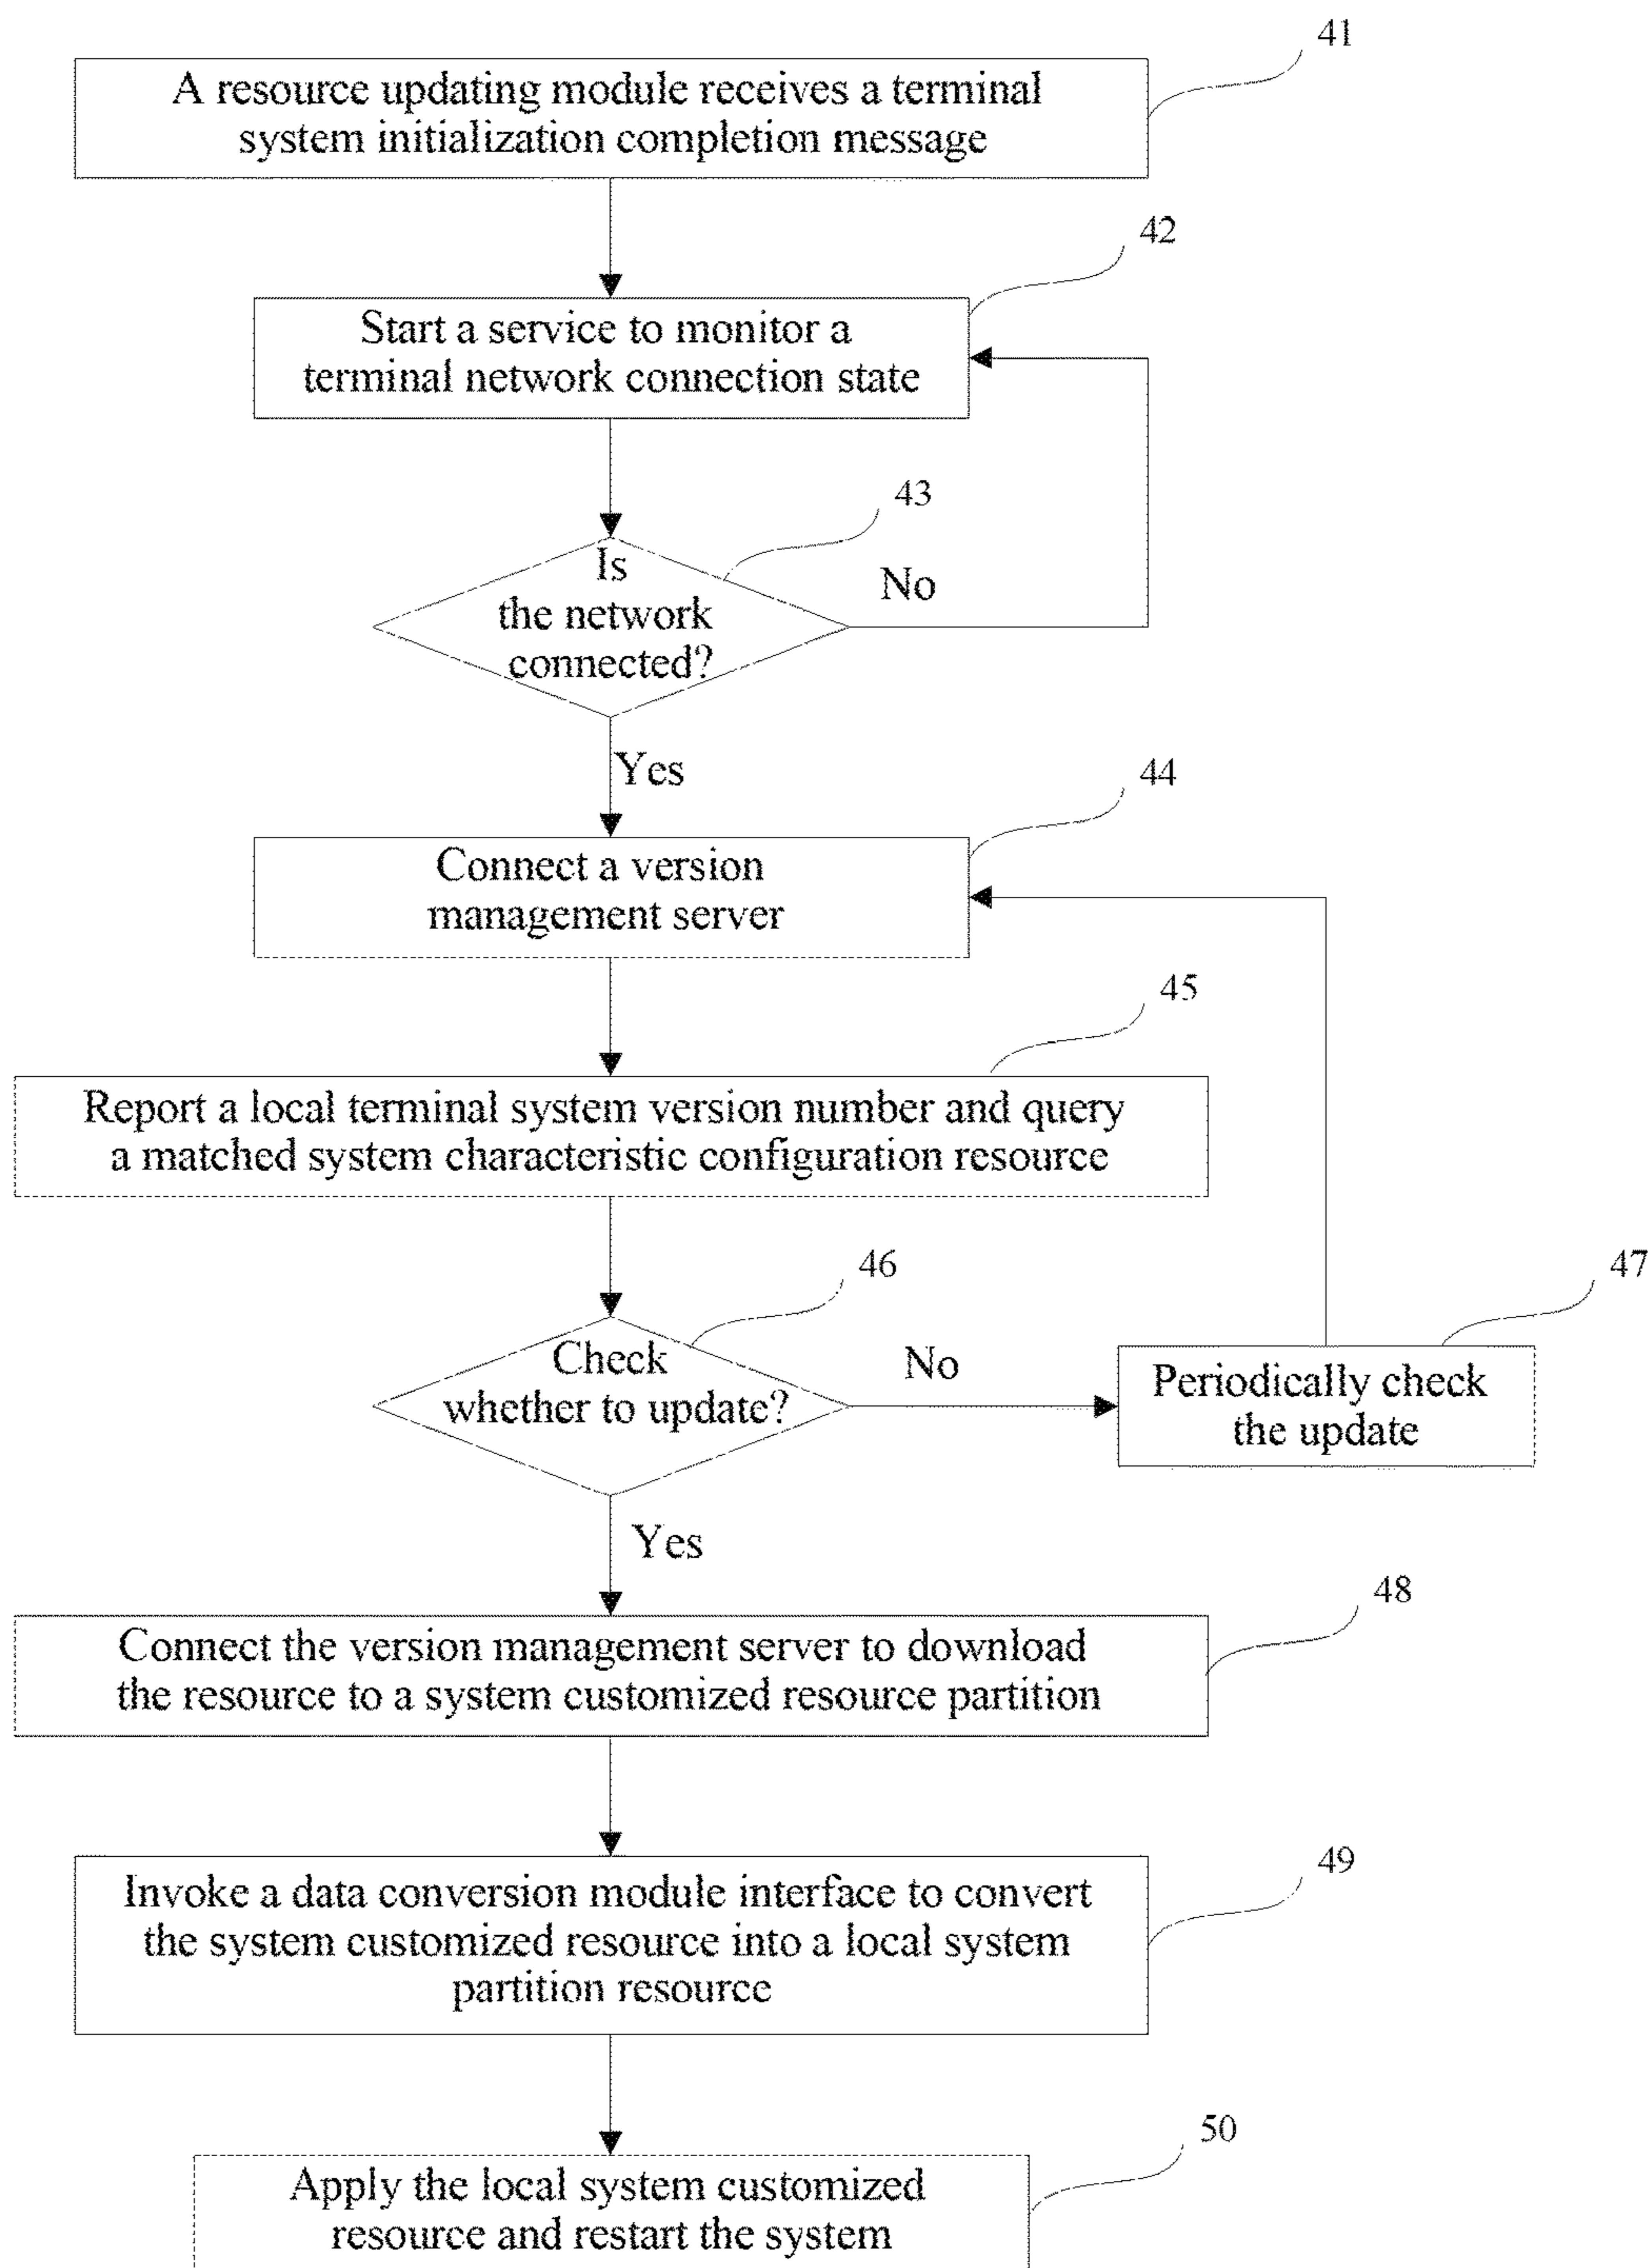 41
A resource updating module receives a terminal
system initialization completion message
42
Start a service to monitor a
terminal network connection state
43
Is
the network
connected?
No
Yes
44
Connect a version
management server
45
Report a local terminal system version number and query
a matched system characteristic configuration resource
46
47
Check
whether to update?
No
Periodically check
the update
Yes
48
Connect the version management server to download
the resource to a system customized resource partition
49
Invoke a data conversion module interface to convert
the system customized resource into a local system
partition resource
50
Apply the local system customized
resource and restart the system